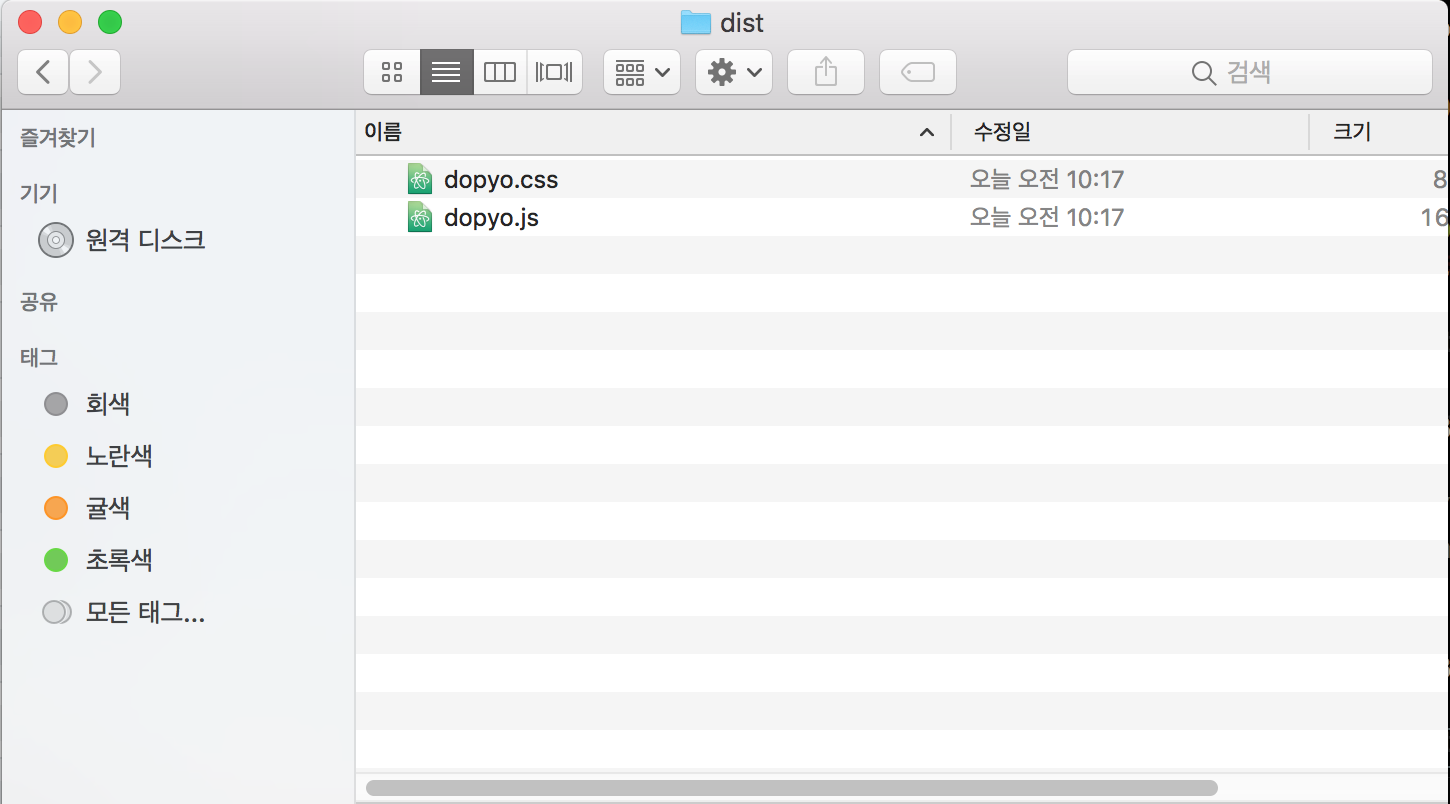 dist
검색
즐겨찾기
기기
원격 디스크
공유
태그
회색
노란색
귤색
초록색
모든 태그...
이름 수정일 크기
dopyo.css 오늘 오전 10:17 8
dopyo.js 오늘 오전 10:17 16